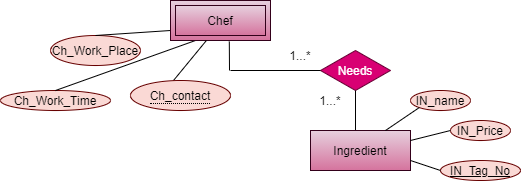 Chef
Ch_Work_Place
1...*
Needs
Ch_Work_Time
Ch_contact
1...*
IN_name
IN_Price
Ingredient
IN_Tag_No